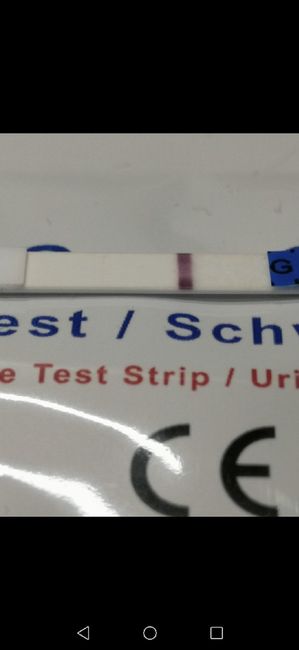 G
est / Schw
e Test Strip / Uri
CE